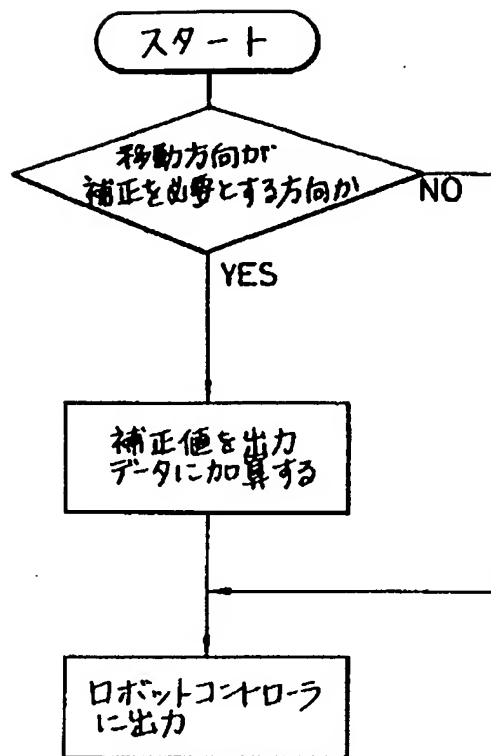 スタート
移動方向が
補正を必要とする方向か
NO
YES
補正値を出力
データに加算する
ロボットコントローラ
に出力